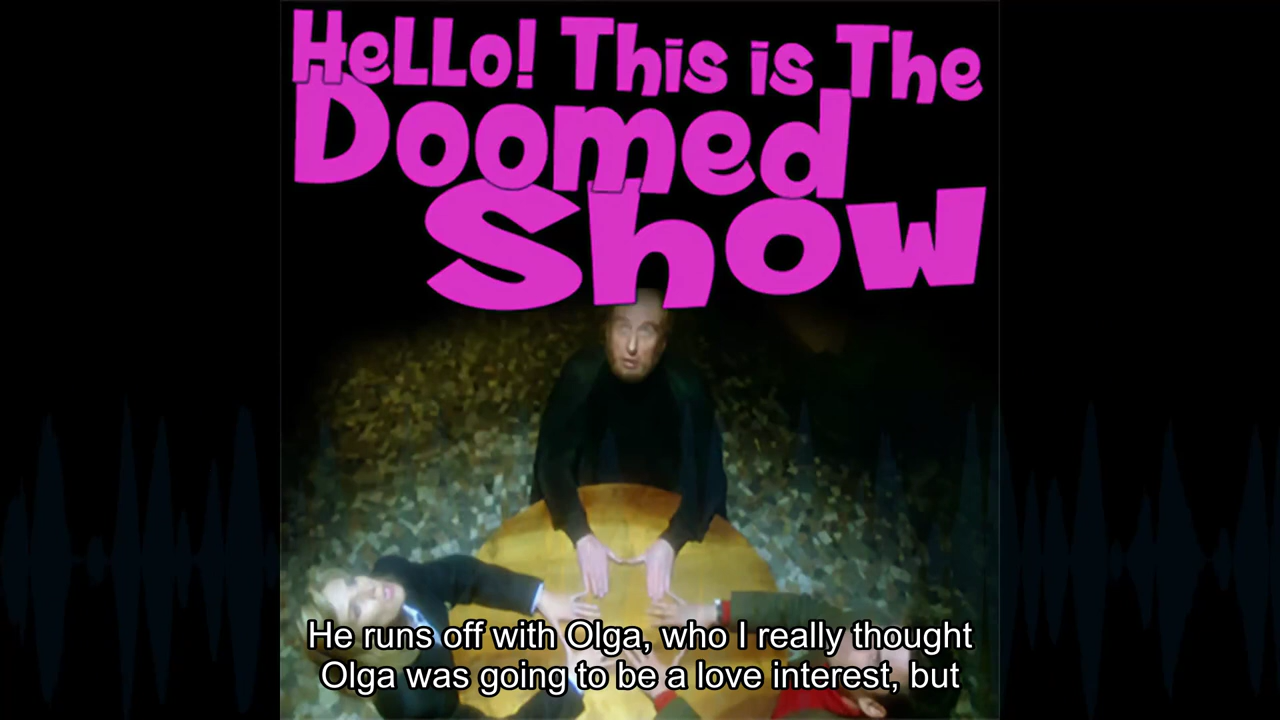 HeLLo! This is The
Doomed
Show
He runs off with Olga, who I really thought
Olga was going to be a love interest, but